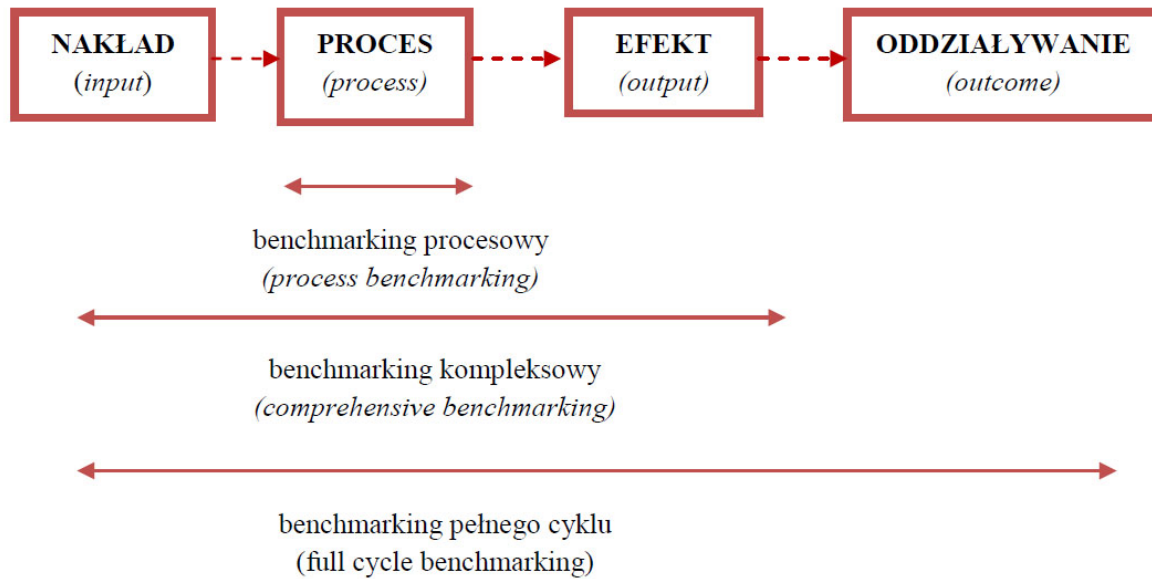 NAKŁAD
(input)
PROCES
(process)
EFEKT
(output)
ODDZIAŁYWANIE
(outcome)
benchmarking procesowy
(process benchmarking)
benchmarking kompleksowy
(comprehensive benchmarking)
benchmarking pełnego cyklu
(full cycle benchmarking)